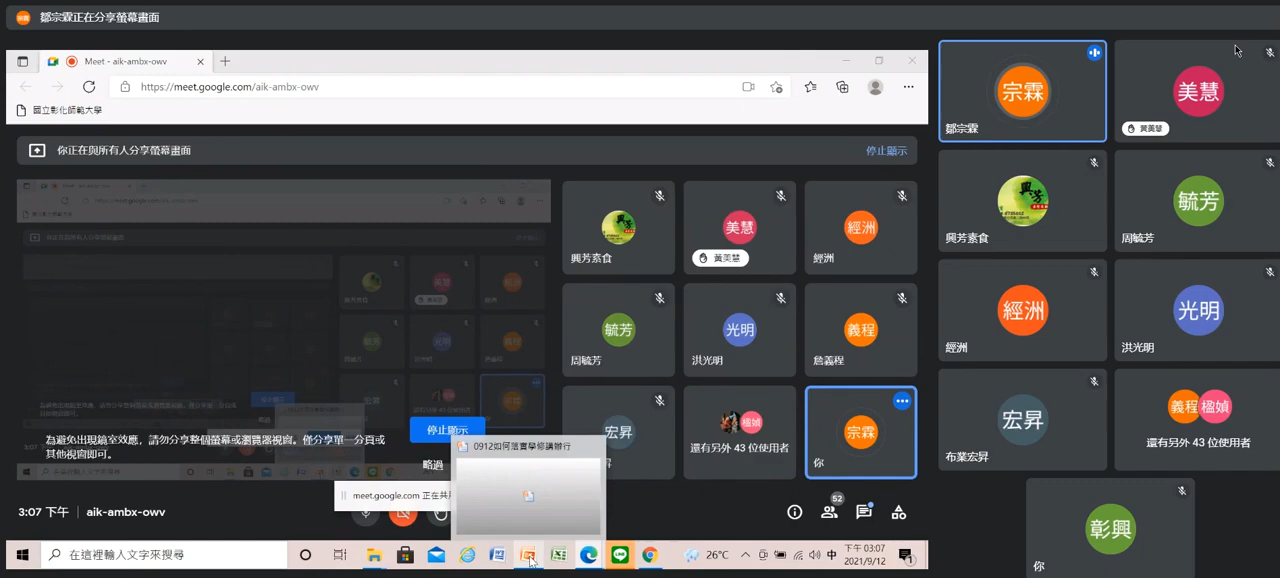 宗霖
鄒宗霖正在分享螢幕畫面
Meet - aik-ambx-owv
https://meet.google.com/aik-ambx-owv
國立彰化師範大學
你正在與所有人分享螢幕畫面
停止顯示
興芳素食
美慧
黃美慧
經洲
經洲
毓芳
周毓芳
光明
洪光明
義程
詹義程
宏昇
昇
楹媜
還有另外 43 位使用者
宗霖
你
為避免出現鏡室效應，請勿分享整個螢幕或瀏覽器視窗。僅分享單一分頁或
其他視窗即可。
停止顯示
略過
0912如何落實學修講辦行
meet.google.com 正在共
3:07 下午
aik-ambx-owv
52
在這裡輸入文字來搜尋
26°C
中
下午 03:07
2021/9/12
1
宗霖
鄒宗霖
美慧
黃美慧
興芳素食
毓芳
周毓芳
經洲
經洲
光明
洪光明
宏昇
布業宏昇
義程
楹媜
還有另外 43 位使用者
彰興
你